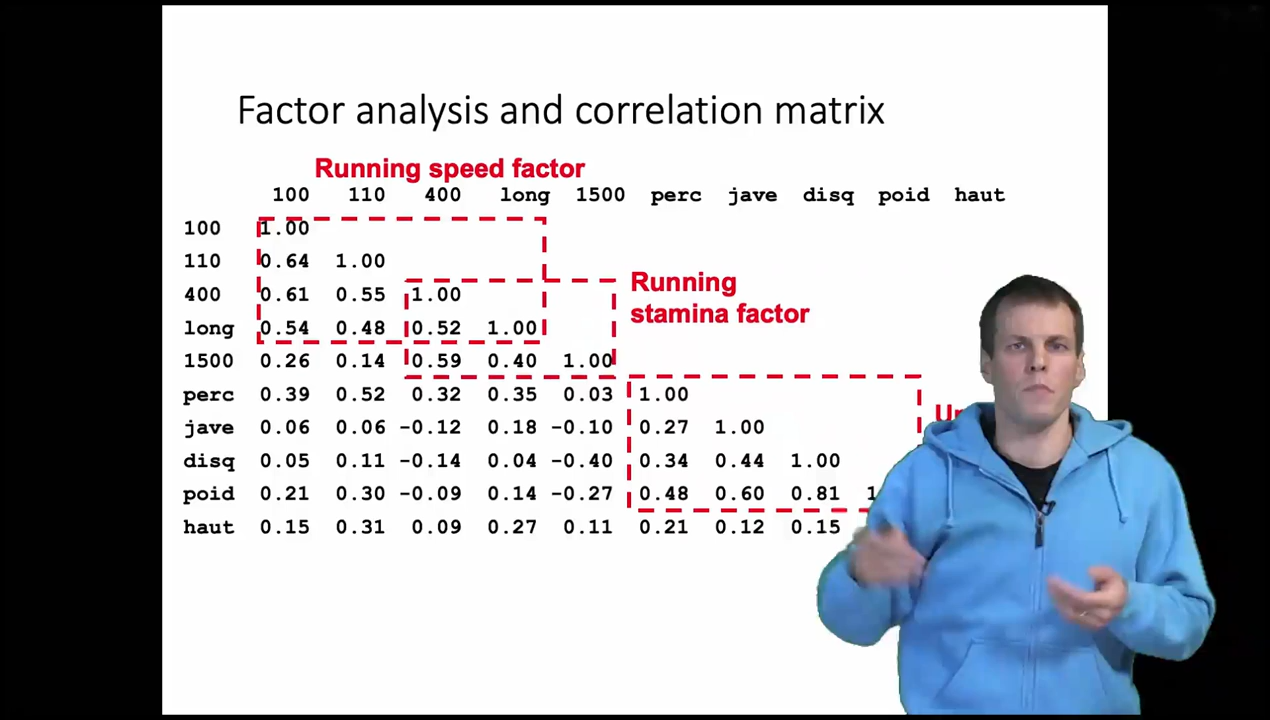 Factor analysis and correlation matrix
Running speed factor
100 110 400 long 1500 perc jave disq poid haut
100 1.00
110 0.64 1.00
400 0.61 0.55 1.00
Running
stamina factor
long 0.54 0.48 0.52 1.00
1500 0.26 0.14 0.59 0.40 1.00
perc 0.39 0.52 0.32 0.35 0.03 1.00
jave 0.06 0.06 -0.12 0.18 -0.10 0.27 1.00
disq 0.05 0.11 -0.14 0.04 -0.40 0.34 0.44 1.00
poid 0.21 0.30 -0.09 0.14 -0.27 0.48 0.60 0.81
haut 0.15 0.31 0.09 0.27 0.11 0.21 0.12 0.15